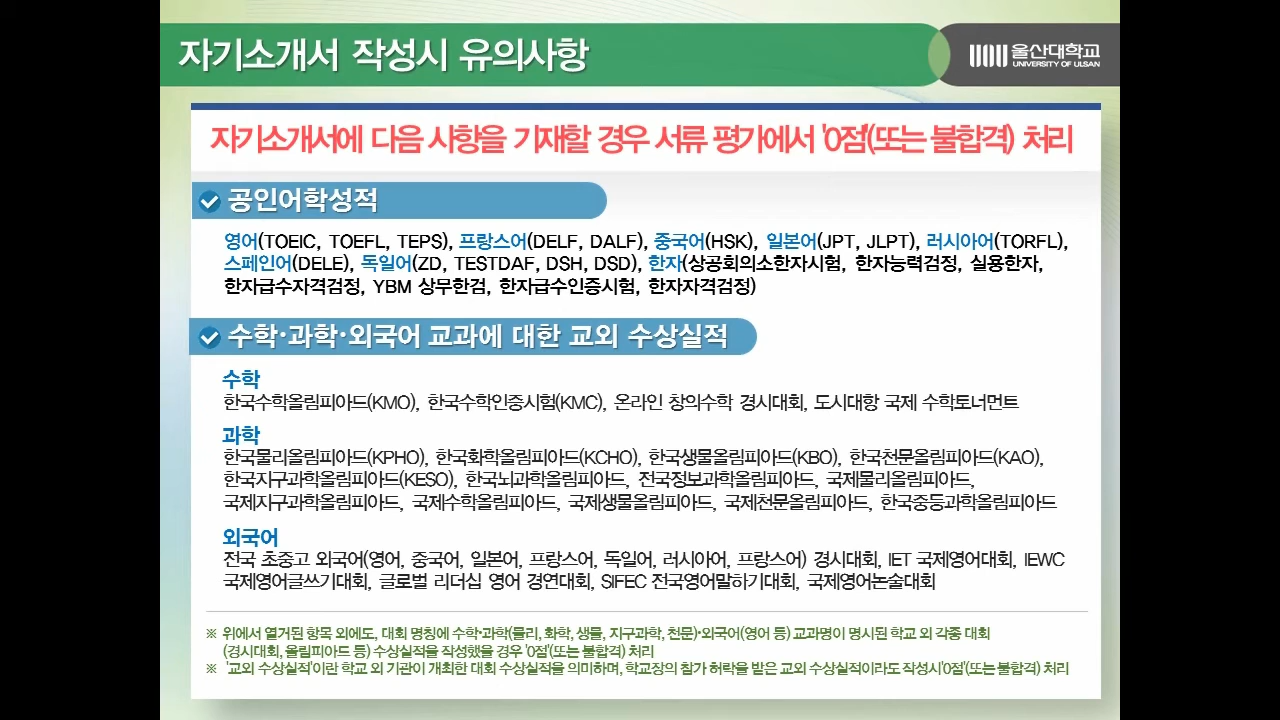 자기소개서 작성시 유의사항
울산대학교
UNIVERSITY OF ULSAN
자기소개서에 다음 사항을 기재할 경우 서류 평가에서 '0점'(또는 불합격) 처리
공인어학성적
영어(TOEIC, TOEFL, TEPS), 프랑스어(DELF, DALF), 중국어(HSK), 일본어(JPT, JLPT), 러시아어(TORFL),
스페인어(DELE), 독일어(ZD, TESTDAF, DSH, DSD), 한자(상공회의소한자시험, 한자능력검정, 실용한자,
한자급수자격검정, YBM 상무한검, 한자급수인증시험, 한자자격검정)
수학·과학·외국어 교과에 대한 교외 수상실적
수학
한국수학올림피아드(KMO), 한국수학인증시험(KMC), 온라인 창의수학 경시대회, 도시대항 국제 수학토너먼트
과학
한국물리올림피아드(KPHO), 한국화학올림피아드(KCHO), 한국생물올림피아드(KBO), 한국천문올림피아드(KAO),
한국지구과학올림피아드(KESO), 한국뇌과학올림피아드, 전국정보과학올림피아드, 국제물리올림피아드,
국제지구과학올림피아드, 국제수학올림피아드, 국제생물올림피아드, 국제천문올림피아드, 한국중등과학올림피아드
외국어
전국 초중고 외국어(영어, 중국어, 일본어, 프랑스어, 독일어, 러시아어, 프랑스어) 경시대회, IET 국제영어대회, IEWC
국제영어글쓰기대회, 글로벌 리더십 영어 경연대회, SIFEC 전국영어말하기대회, 국제영어논술대회
※ 위에서 열거된 항목 외에도, 대회 명칭에 수학·과학(물리, 화학, 생물, 지구과학, 천문)·외국어(영어 등) 교과명이 명시된 학교 외 각종 대회
(경시대회, 올림피아드 등) 수상실적을 작성했을 경우 '0점'(또는 불합격) 처리
※ '교외 수상실적'이란 학교 외 기관이 개최한 대회 수상실적을 의미하며, 학교장의 참가 허락을 받은 교외 수상실적이라도 작성시 '0점'(또는 불합격) 처리